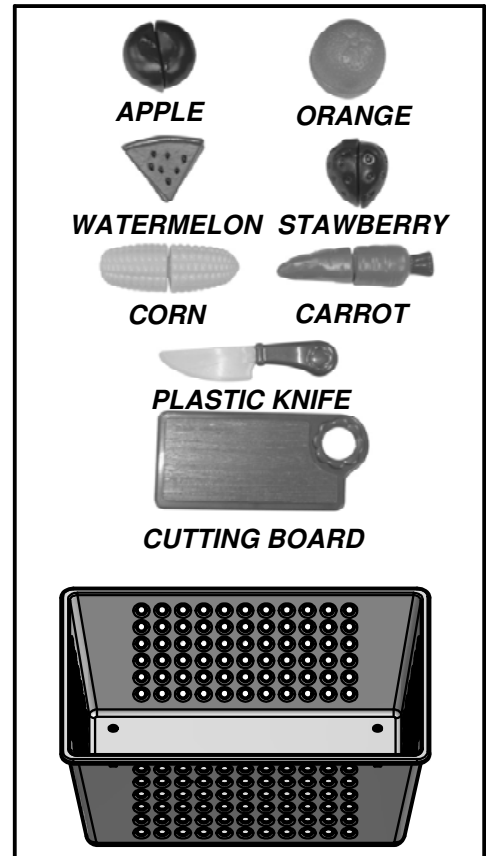 APPLE ORANGE
WATERMELON STAWBERRY
CORN CARROT
PLASTIC KNIFE
CUTTING BOARD